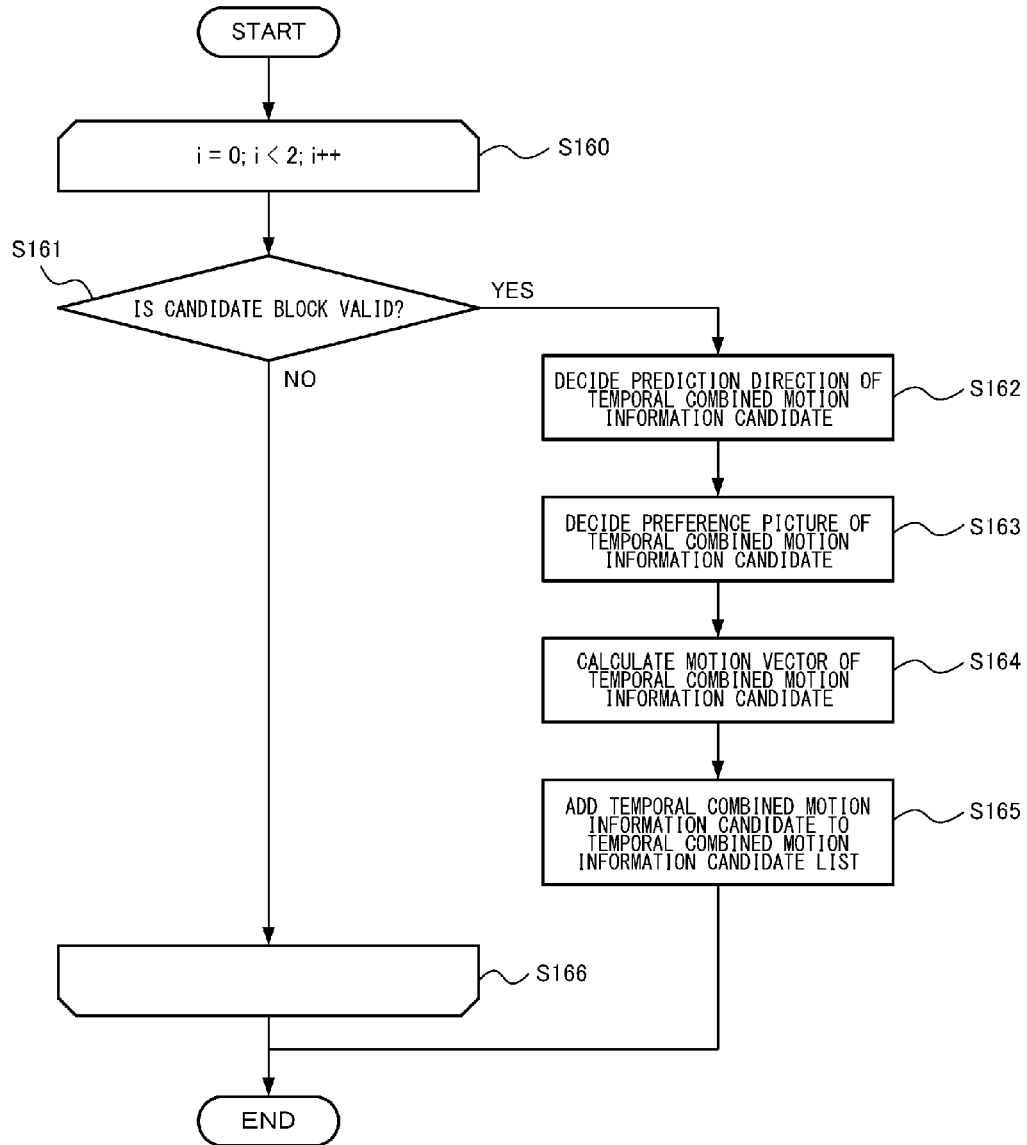 START
i = 0; i < 2; i++
S160
S161
IS CANDIDATE BLOCK VALID?
YES
NO
DECIDE PREDICTION DIRECTION OF
TEMPORAL COMBINED MOTION
INFORMATION CANDIDATE
S162
DECIDE PREFERENCE PICTURE OF
TEMPORAL COMBINED MOTION
INFORMATION CANDIDATE
S163
CALCULATE MOTION VECTOR OF
TEMPORAL COMBINED MOTION
INFORMATION CANDIDATE
S164
ADD TEMPORAL COMBINED MOTION
INFORMATION CANDIDATE TO
TEMPORAL COMBINED MOTION
INFORMATION CANDIDATE LIST
S165
S166
END